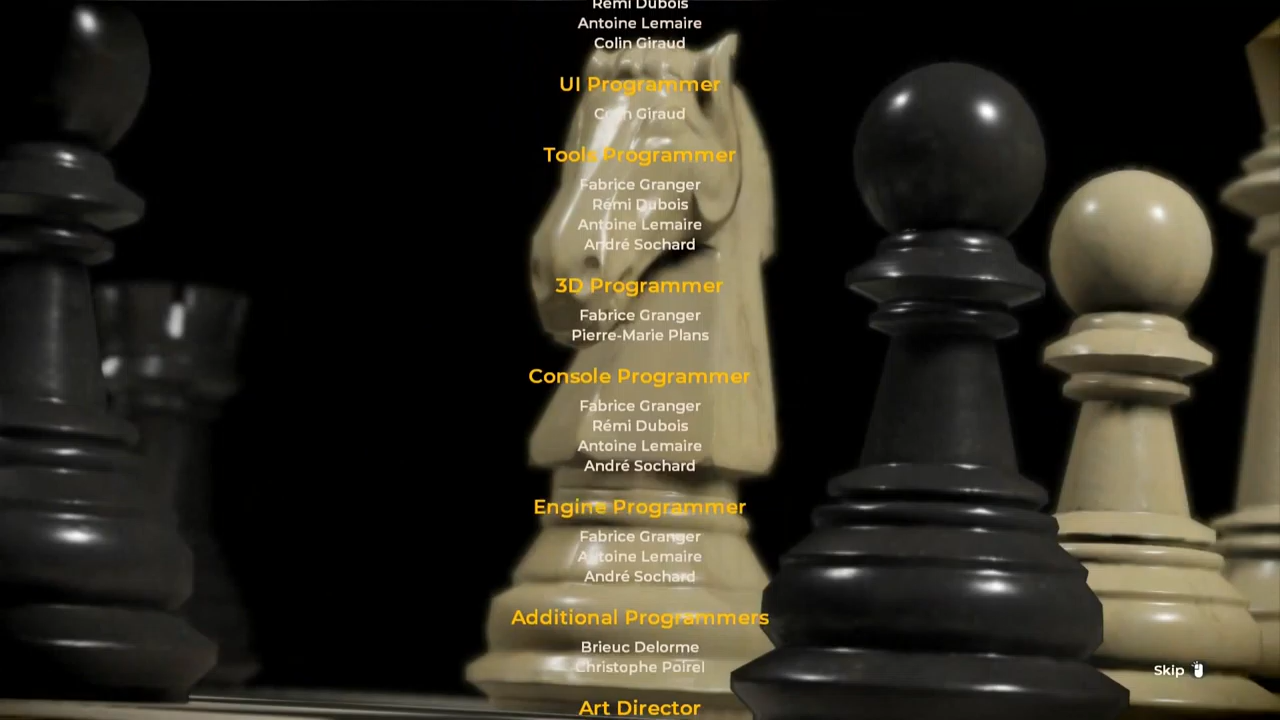 Rémi Dubois
Antoine Lemaire
Colin Giraud
UI Programmer
Colin Giraud
Tools Programmer
Fabrice Granger
Rémi Dubois
Antoine Lemaire
André Sochard
3D Programmer
Fabrice Granger
Pierre-Marie Plans
Console Programmer
Fabrice Granger
Rémi Dubois
Antoine Lemaire
André Sochard
Engine Programmer
Fabrice Granger
Antoine Lemaire
André Sochard
Additional Programmers
Brieuc Delorme
Christophe Poirel
Skip
Art Director